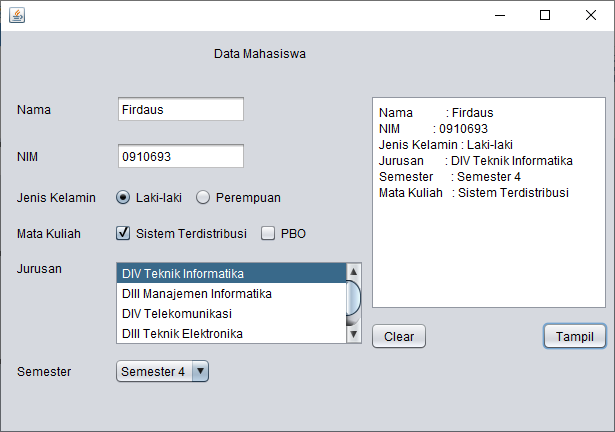 Data Mahasiswa
Nama
Firdaus
NIM
0910693
Jenis Kelamin
Laki-laki
Perempuan
Mata Kuliah
Sistem Terdistribusi
PBO
Jurusan
DIV Teknik Informatika
DIII Manajemen Informatika
DIV Telekomunikasi
DIII Teknik Elektronika
Semester
Semester 4
Nama : Firdaus
NIM : 0910693
Jenis Kelamin : Laki-laki
Jurusan : DIV Teknik Informatika
Semester : Semester 4
Mata Kuliah : Sistem Terdistribusi
Clear
Tampil